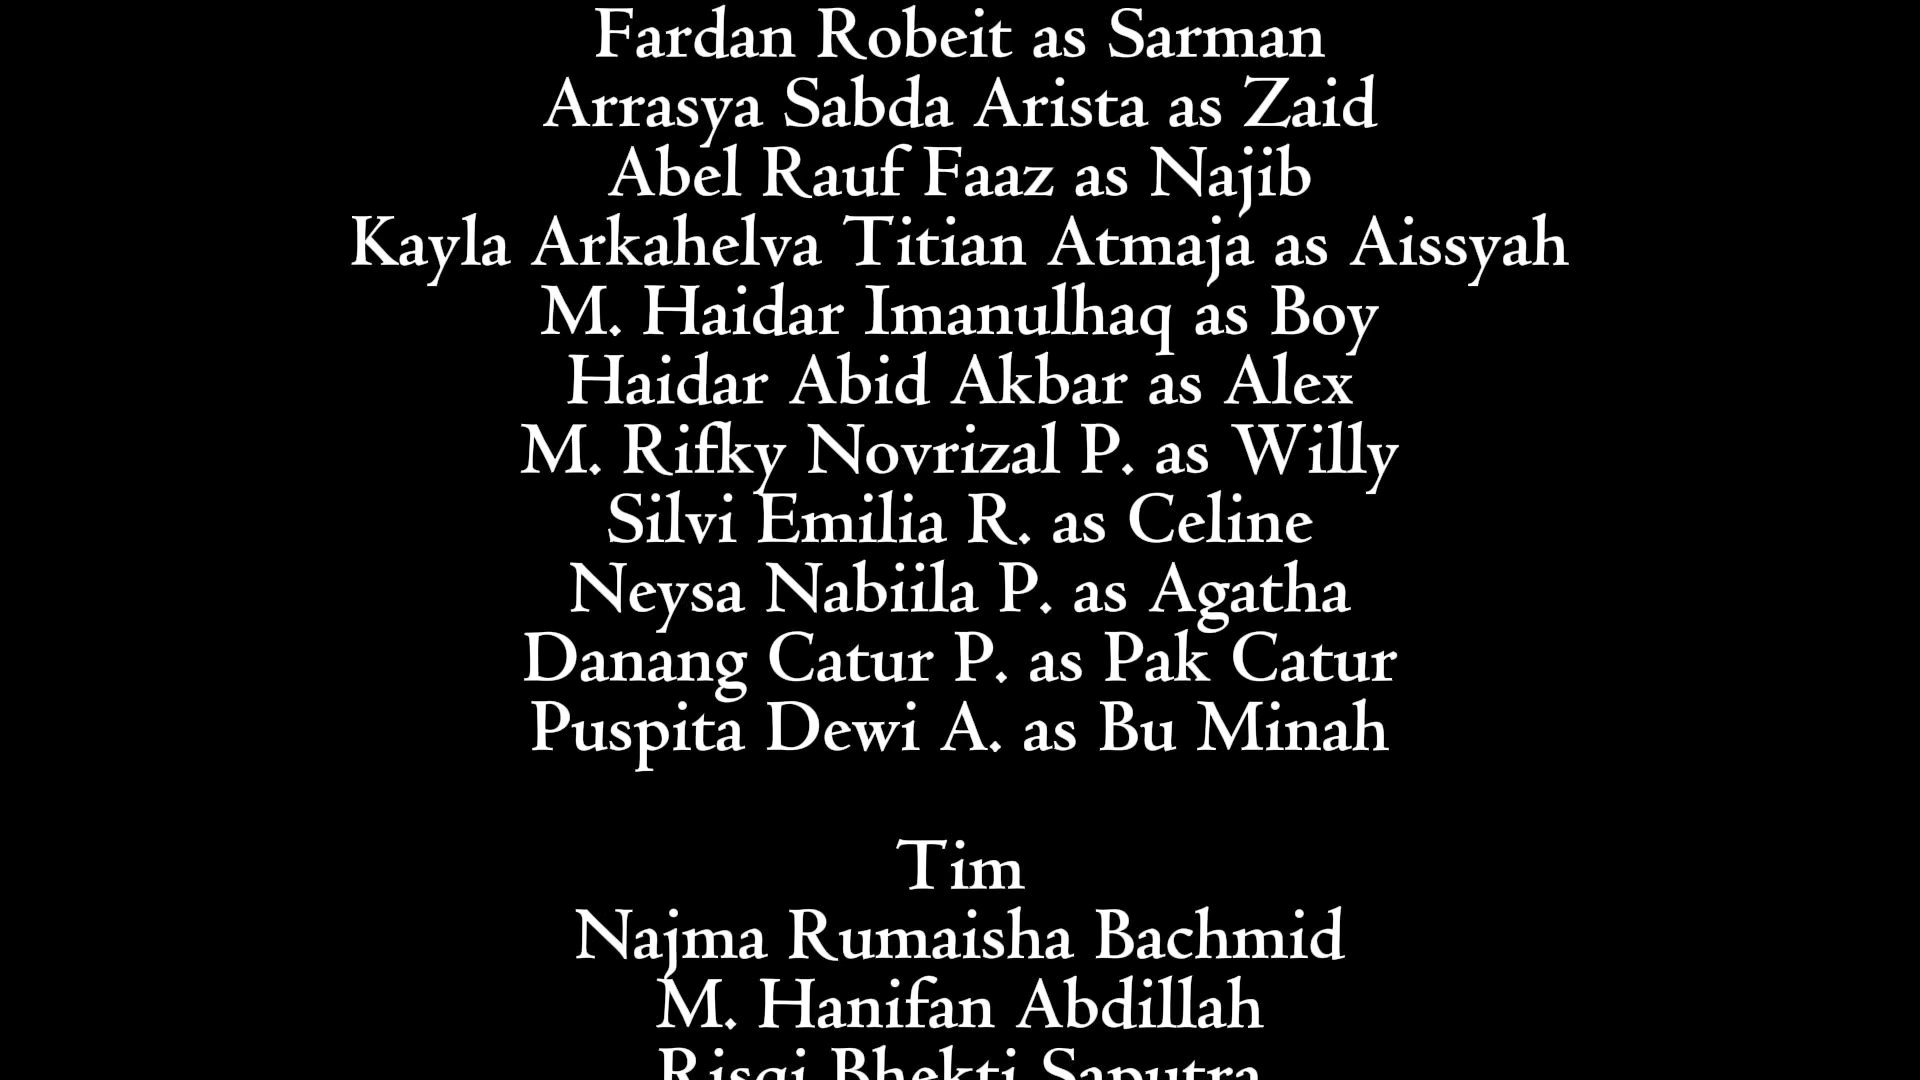 Fardan Robeit as Sarman
Arrasya Sabda Arista as Zaid
Abel Rauf Faaz as Najib
Kayla Arkahelva Titian Atmaja as Aissyah
M. Haidar Imanulhaq as Boy
Haidar Abid Akbar as Alex
M. Rifky Novrizal P. as Willy
Silvi Emilia R. as Celine
Neysa Nabiila P. as Agatha
Danang Catur P. as Pak Catur
Puspita Dewi A. as Bu Minah
Tim
Najma Rumaisha Bachmid
M. Hanifan Abdillah
Risqi Bhekti Saputra